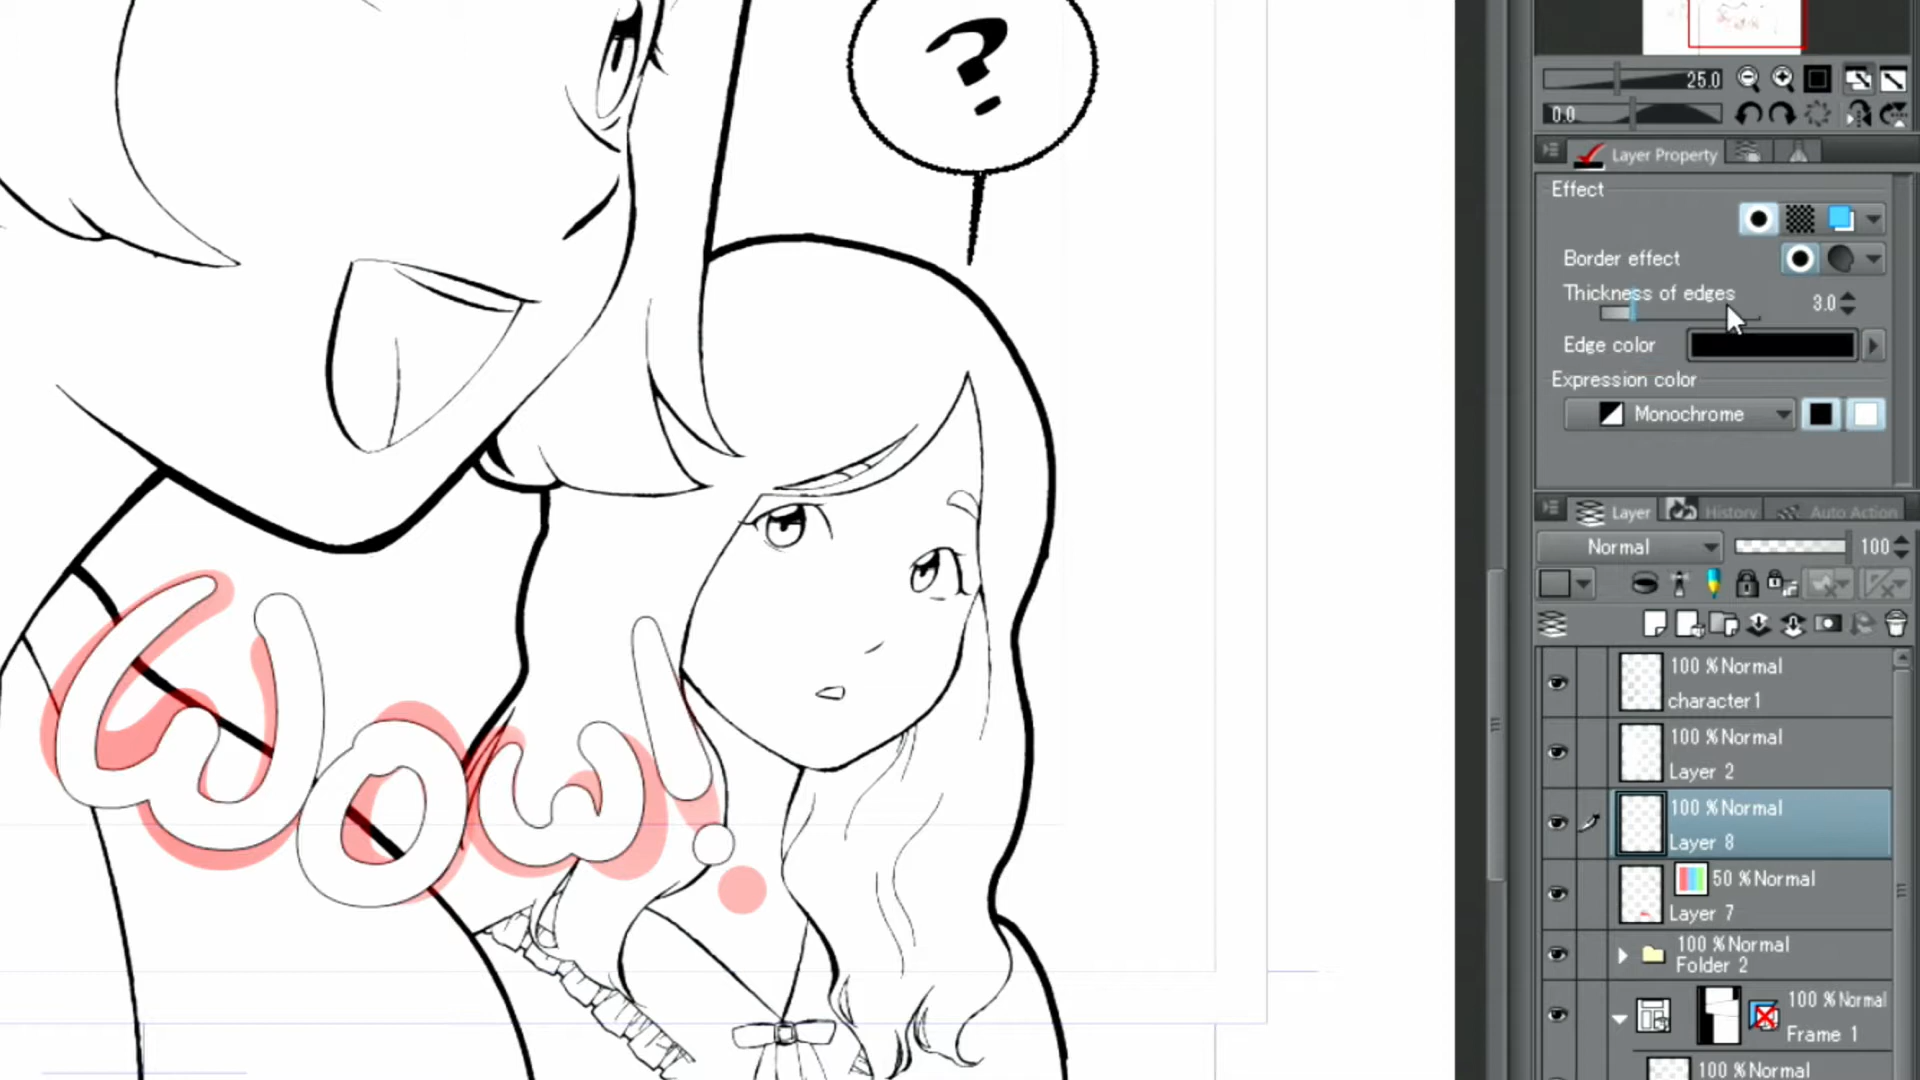 ?
25.0
0.0
Layer Property
Effect
Border effect
Thickness of edges
3.0
Edge color
Expression color
Monochrome
Layer
History
Auto Action
Normal
100
100 %Normal
character1
100 %Normal
Layer 2
100 %Normal
Layer 8
50 %Normal
Layer 7
100 %Normal
Folder 2
100 %Normal
Frame 1
100 %Normal
Wow!